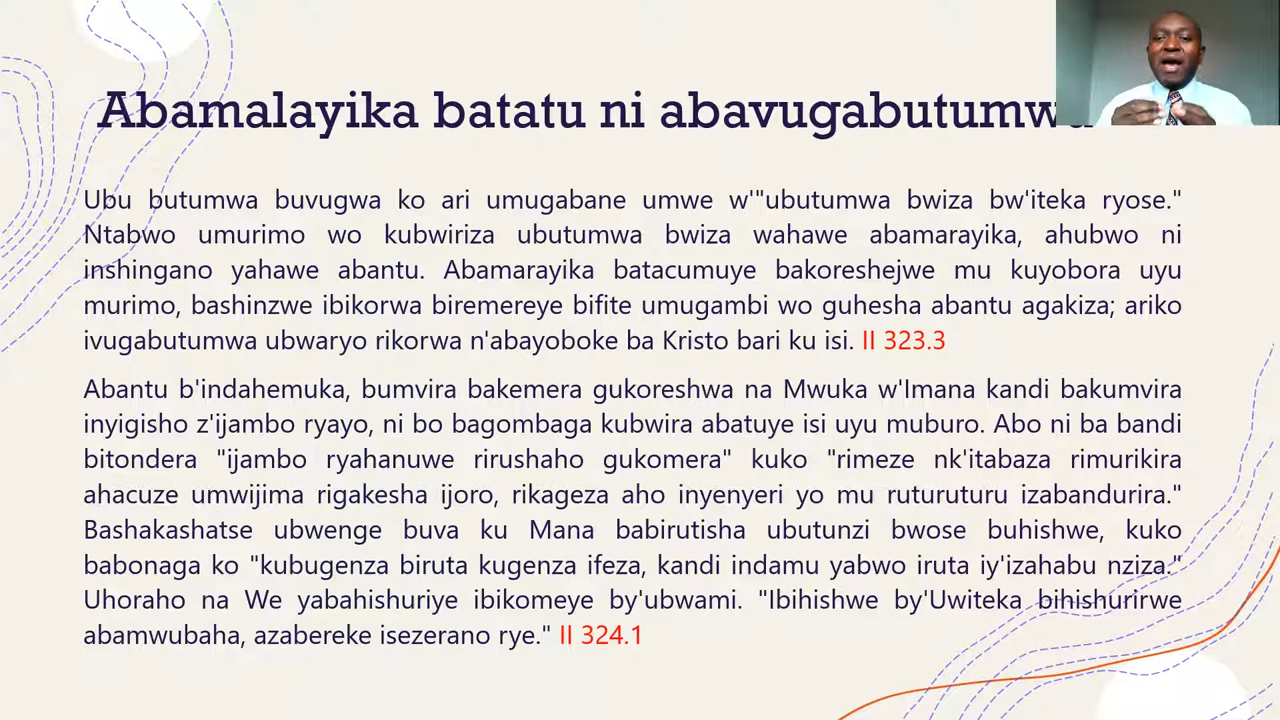 Abamalayika batatu ni
Ubu butumwa buvugwa ko ari umugabane umwe w'"ubutumwa bwiza bw'iteka ryose."
Ntabwo umurimo wo kubwiriza ubutumwa bwiza wahawe abamarayika, ahubwo ni
inshingano yahawe abantu. Abamarayika batacumuye bakoreshejwe mu kuyobora uyu
murimo, bashinzwe ibikorwa biremereye bifite umugambi wo guhesha abantu agakiza; ariko
ivugabutumwa ubwaryo rikorwa n'abayoboke ba Kristo bari ku isi. II 323.3
Abantu b'indahemuka, bumvira bakemera gukoreshwa na Mwuka w'Imana kandi bakumvira
inyigisho z'ijambo ryayo, ni bo bagombaga kubwira abatuye isi uyu muburo. Abo ni ba bandi
bitondera "ijambo ryahanuwe rirushaho gukomera" kuko "rimeze nk'itabaza rimurikira
ahacuze umwijima rigakesha ijoro, rikageza aho inyenyeri yo mu ruturuturu izabandurira."
Bashakashatse ubwenge buva ku Mana babirutisha ubutunzi bwose buhishwe, kuko
babonaga ko "kubugenza biruta kugenza ifeza, kandi indamu yabwo iruta iy'izahabu nziza."
Uhoraho na We yabahishuriye ibikomeye by'ubwami. "Ibihishwe by'Uwiteka bihishurirwe
abamwubaha, azabereke isezerano rye." II 324.1